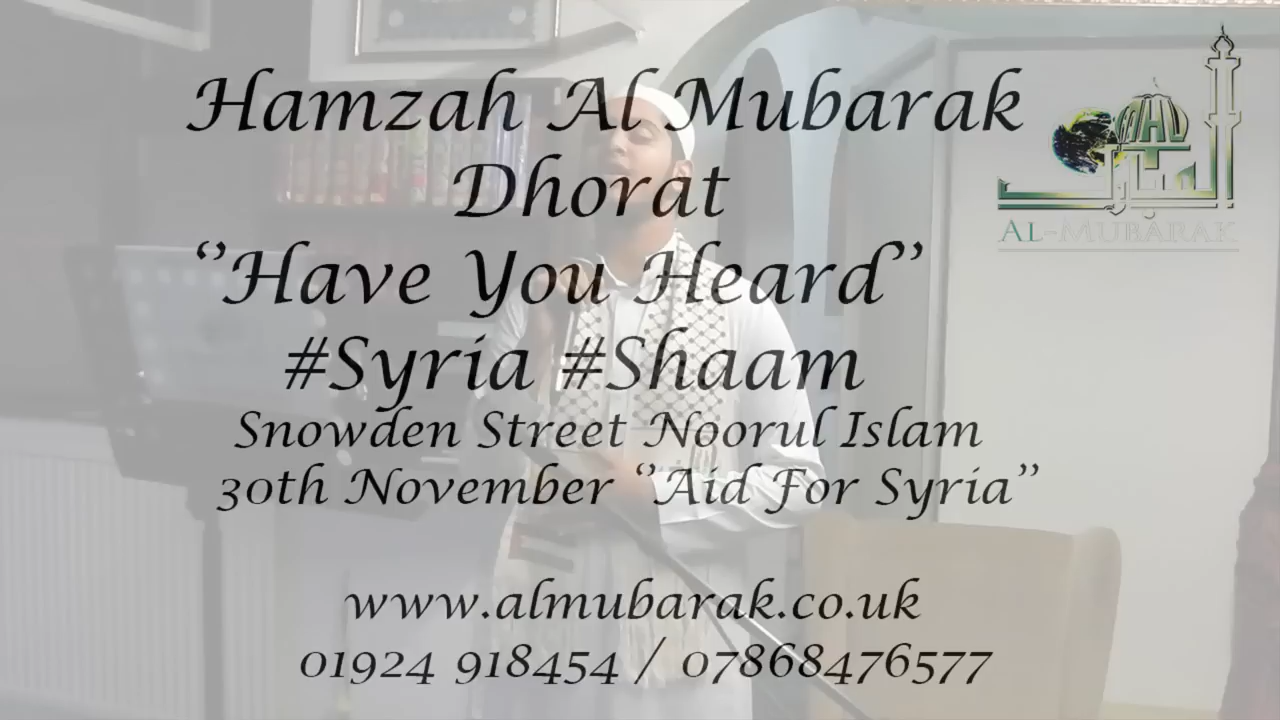 Hamzah Al Mubarak
Dhorat
‘’Have You Heard’’
#Syria #Shaam
Snowden Street Noorul Islam
30th November ‘’Aid For Syria’’
www.almubarak.co.uk
01924 918454 / 07868476577
AL-MUBARAK